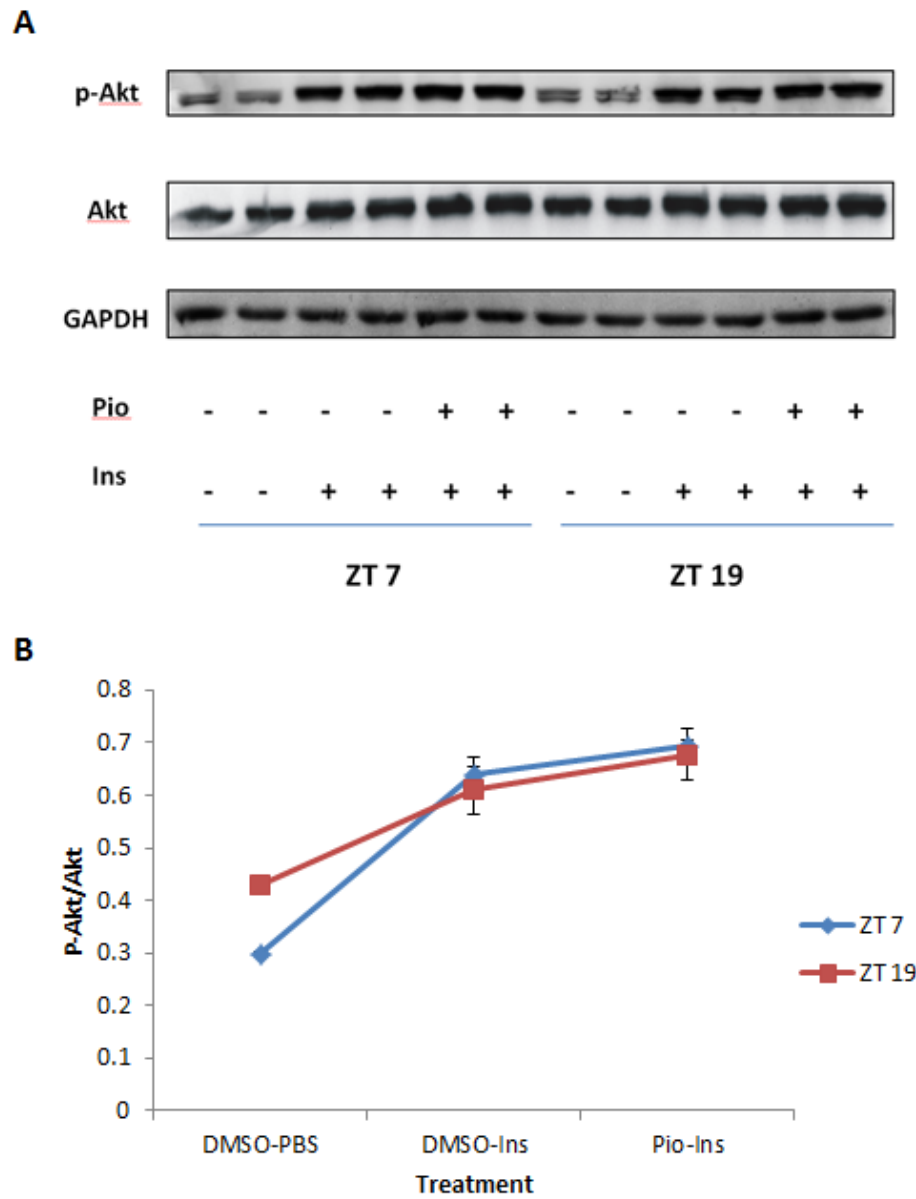 A
p-Akt
Akt
GAPDH
Pio - - - - + + - - - - + +
Ins - - + + + + - - + + + +
ZT 7 ZT 19
B
0.8
0.7
0.6
0.5
0.4
0.3
0.2
0.1
0
P-Akt/Akt
ZT 7
ZT 19
DMSO-PBS DMSO-Ins Pio-Ins
Treatment